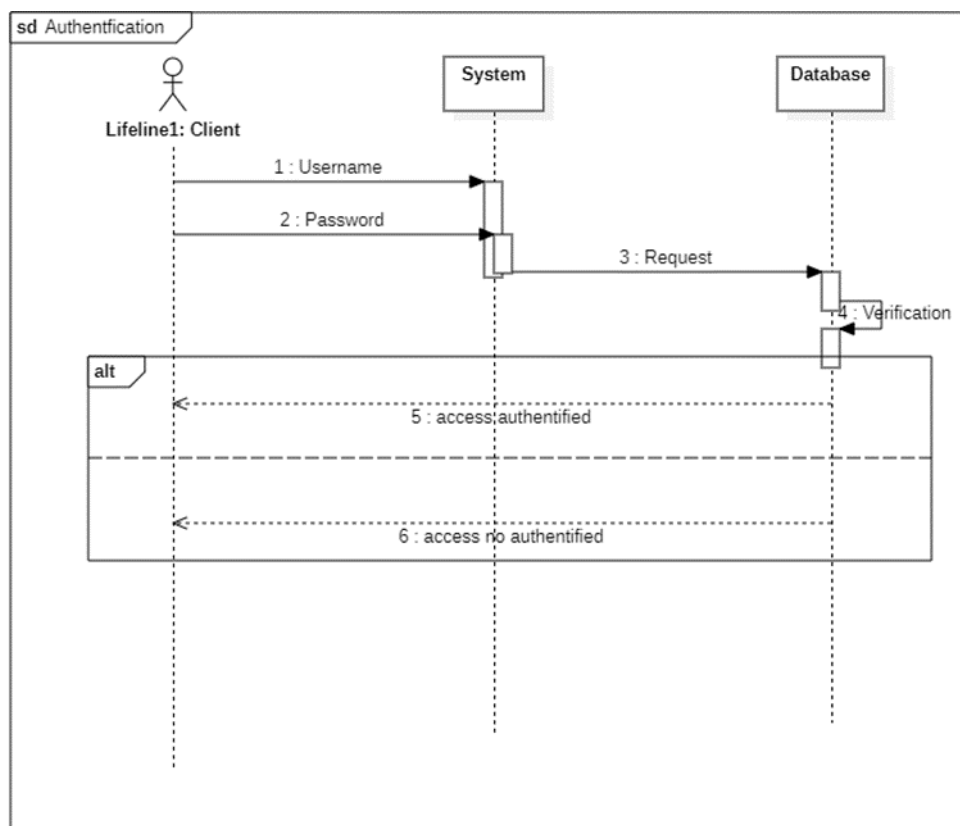 sd Authentfication
System
Database
Lifeline1: Client
1 : Username
2 : Password
3 : Request
4 : Verification
alt
5 : access authentified
6 : access no authentified